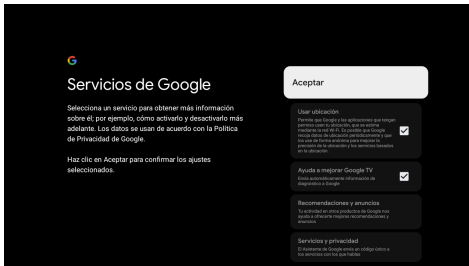 Servicios de Google
Selecciona un servicio para obtener más información
sobre él; por ejemplo, cómo activarlo y desactivarlo más
adelante. Los datos se usan de acuerdo con la Política
de Privacidad de Google.
Haz clic en Aceptar para confirmar los ajustes
seleccionados.
Aceptar
Usar ubicación
Permite que Google y las aplicaciones que tengan
permiso usen tu ubicación, que se estima
mediante la red Wi-Fi. Es posible que Google
recoja datos de ubicación periódicamente y que
los use de forma anónima para mejorar la
precisión de la ubicación y los servicios basados
en la ubicación
Ayuda a mejorar Google TV
Envía automáticamente información de
diagnóstico a Google
Recomendaciones y anuncios
Tu actividad en otros productos de Google nos
ayuda a ofrecerte mejores recomendaciones y
anuncios
Servicios y privacidad
El Asistente de Google envía un código único a
los servicios con los que hablas